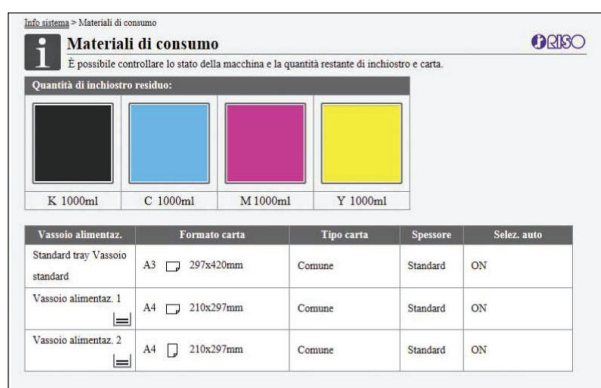 Info sistema > Materiali di consumo
Materiali di consumo
RISO
È possibile controllare lo stato della macchina e la quantità restante di inchiostro e carta.
Quantità di inchiostro residuo:
K 1000ml C 1000ml M 1000ml Y 1000ml
Vassoio alimentaz. Formato carta Tipo carta Spessore Selez. auto
Standard tray Vassoio
standard A3 297x420mm Comune Standard ON
Vassoio alimentaz. 1
A4 210x297mm Comune Standard ON
Vassoio alimentaz. 2
A4 210x297mm Comune Standard ON